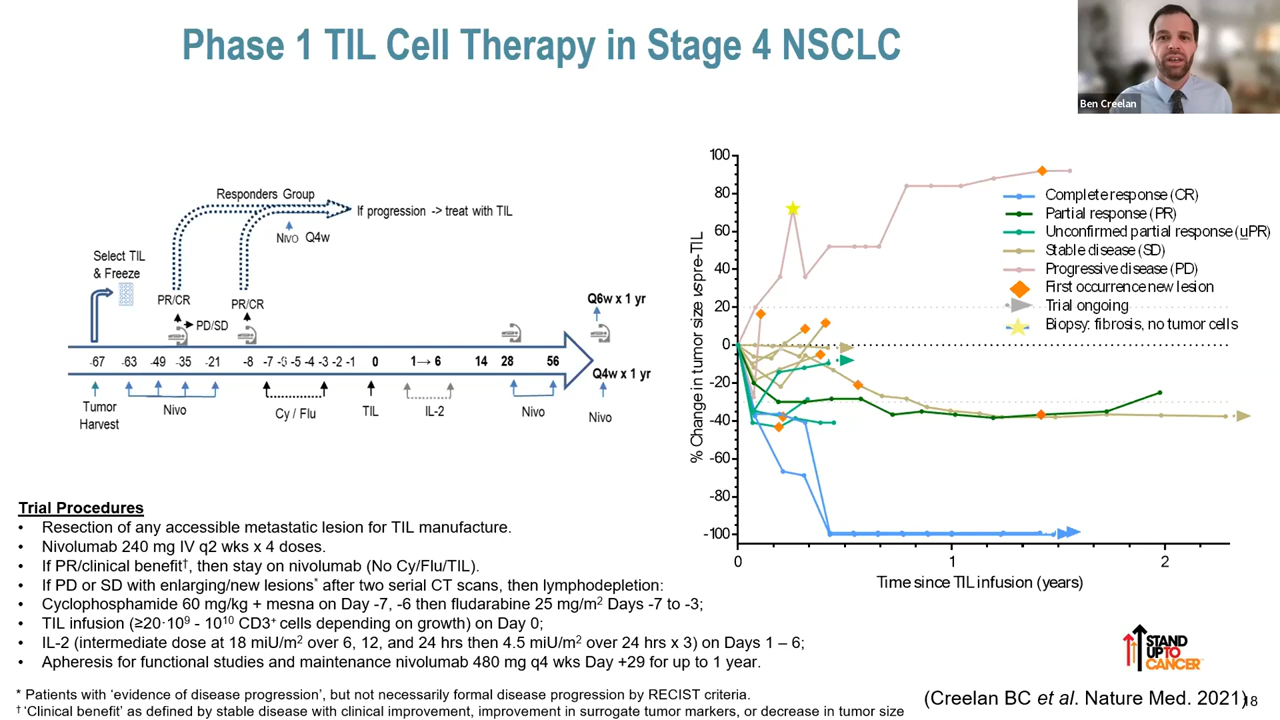 Phase 1 TIL Cell Therapy in Stage 4 NSCLC
Ben Creelan
Responders Group
If progression -> treat with TIL
Nivo Q4w
Select TIL
& Freeze
PR/CR
PR/CR
PD/SD
Q6w x 1 yr
-67 -63 -49 -35 -21 -8 -7 -6 -5 -4 -3 -2 -1 0 1→ 6 14 28 56
Q4w x 1 yr
Tumor
Harvest
Nivo
Cy / Flu
TIL
IL-2
Nivo
Nivo
% Change in tumor size vs pre-TIL
100
80
60
40
20
0
-20
-40
-60
-80
-100
0 1 2
Time since TIL infusion (years)
Complete response (CR)
Partial response (PR)
Unconfirmed partial response (uPR)
Stable disease (SD)
Progressive disease (PD)
First occurrence new lesion
Trial ongoing
Biopsy: fibrosis, no tumor cells
Trial Procedures
• Resection of any accessible metastatic lesion for TIL manufacture.
• Nivolumab 240 mg IV q2 wks x 4 doses.
• If PR/clinical benefit†, then stay on nivolumab (No Cy/Flu/TIL).
• If PD or SD with enlarging/new lesions* after two serial CT scans, then lymphodepletion:
• Cyclophosphamide 60 mg/kg + mesna on Day -7, -6 then fludarabine 25 mg/m2 Days -7 to -3;
• TIL infusion (≥20·10⁹ - 10¹⁰ CD3⁺ cells depending on growth) on Day 0;
• IL-2 (intermediate dose at 18 miU/m2 over 6, 12, and 24 hrs then 4.5 miU/m2 over 24 hrs x 3) on Days 1 – 6;
• Apheresis for functional studies and maintenance nivolumab 480 mg q4 wks Day +29 for up to 1 year.
* Patients with ‘evidence of disease progression’, but not necessarily formal disease progression by RECIST criteria.
† ‘Clinical benefit’ as defined by stable disease with clinical improvement, improvement in surrogate tumor markers, or decrease in tumor size
STAND
UP TO
CANCER
(Creelan BC et al. Nature Med. 2021)
18